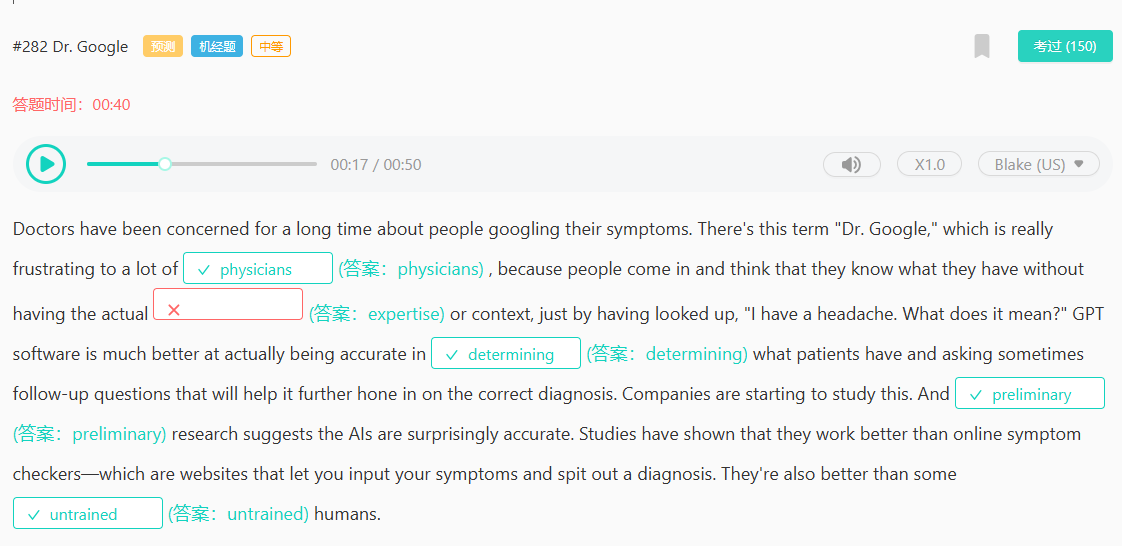 #282 Dr. Google 预测 机经题 中等 考过 (150)
答题时间：00:40
00:17 / 00:50 X1.0 Blake (US)
Doctors have been concerned for a long time about people googling their symptoms. There's this term "Dr. Google," which is really
frustrating to a lot of physicians (答案：physicians) , because people come in and think that they know what they have without
having the actual (答案：expertise) or context, just by having looked up, "I have a headache. What does it mean?" GPT
software is much better at actually being accurate in determining (答案：determining) what patients have and asking sometimes
follow-up questions that will help it further hone in on the correct diagnosis. Companies are starting to study this. And preliminary
(答案：preliminary) research suggests the AIs are surprisingly accurate. Studies have shown that they work better than online symptom
checkers—which are websites that let you input your symptoms and spit out a diagnosis. They're also better than some
untrained (答案：untrained) humans.